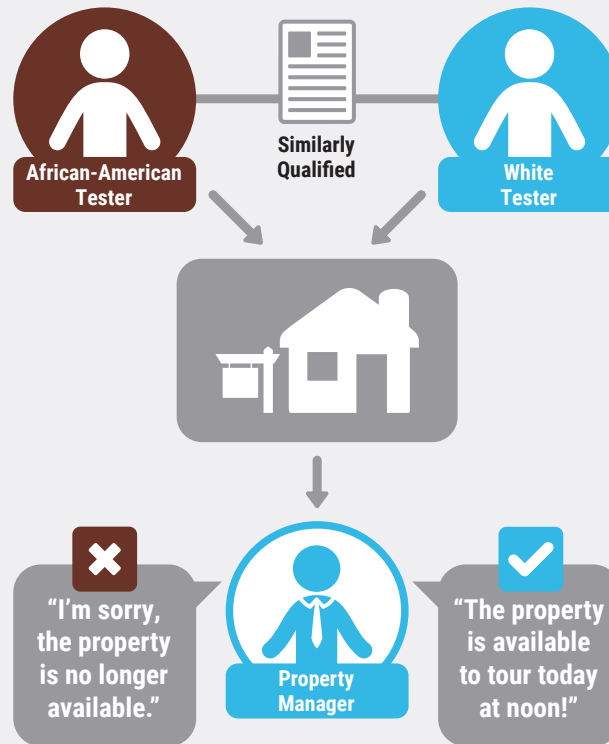 African-American
Tester
Similarly
Qualified
White
Tester
"I'm sorry,
the property
is no longer
available."
Property
Manager
"The property
is available
to tour today
at noon!"